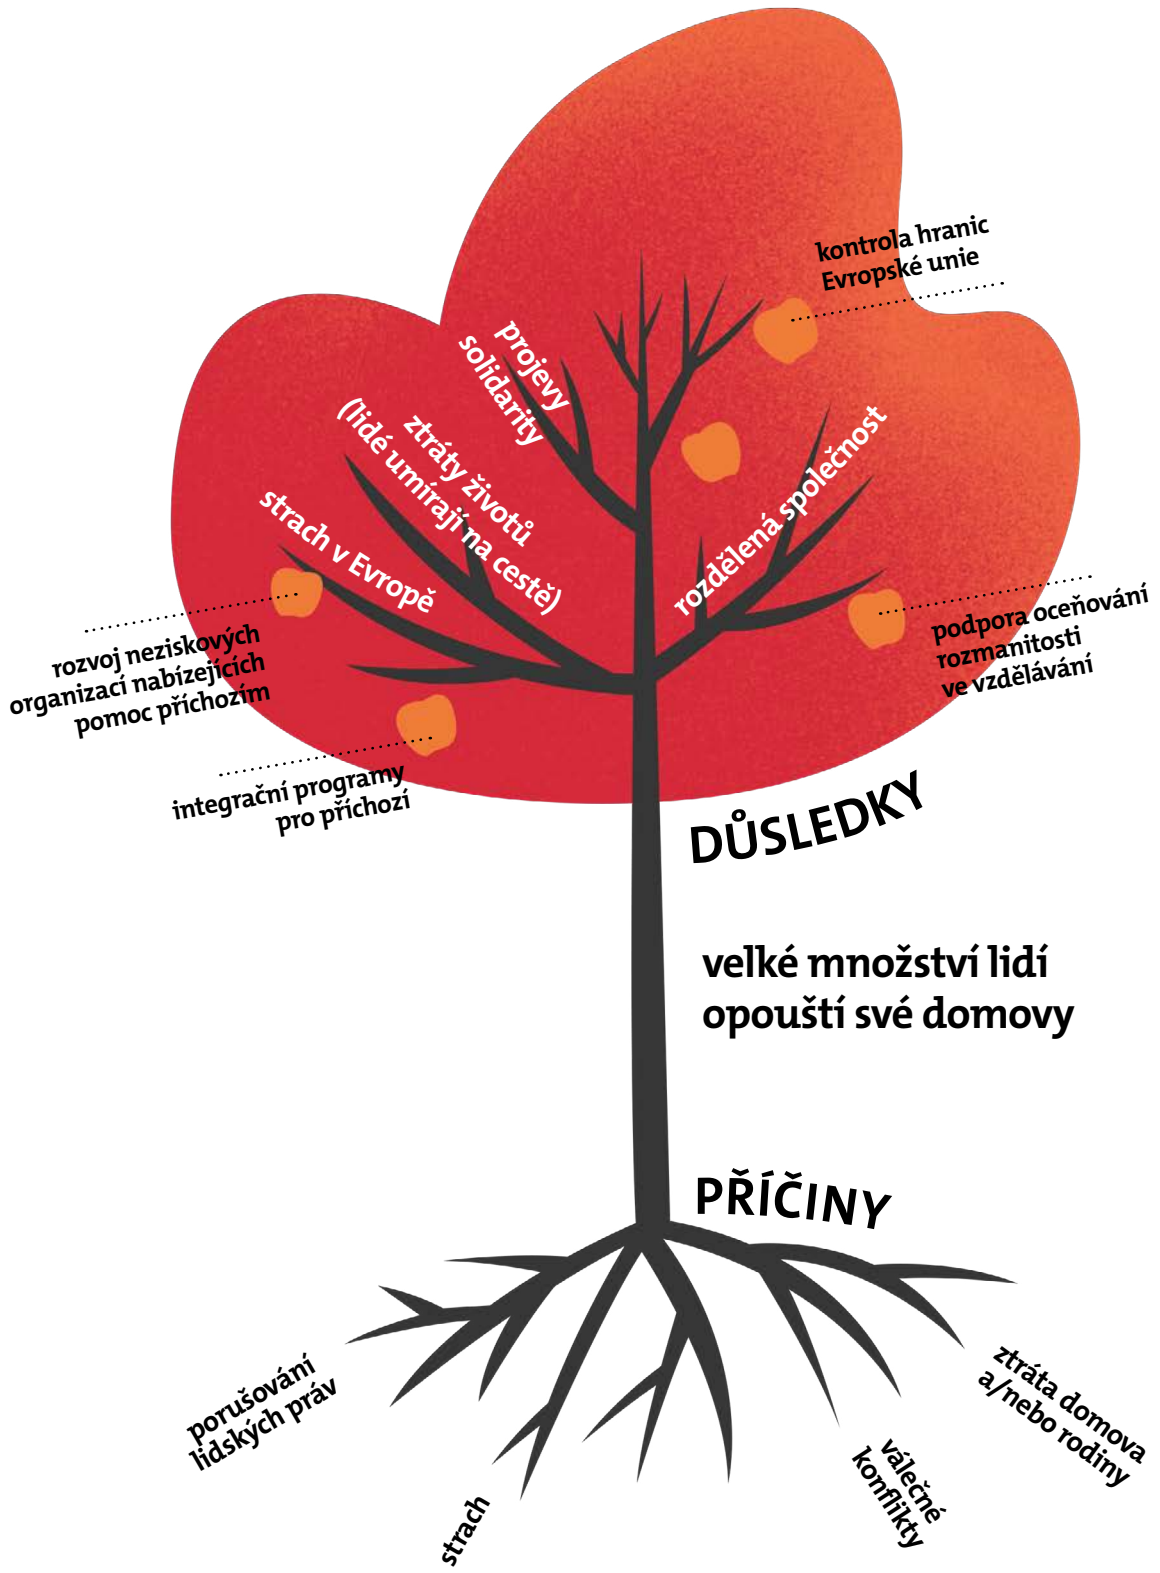 kontrola hranic
Evropské unie
projevy
solidarity
ztráty životů
(lidé umírají na cestě)
strach v Evropě
rozdělená společnost
rozvoj neziskových
organizací nabízejících
pomoc příchozím
podpora oceňování
rozmanitosti
ve vzdělávání
integrační programy
pro příchozí
DŮSLEDKY
velké množství lidí
opouští své domovy
PŘÍČINY
porušování
lidských práv
strach
válečné
konflikty
ztráta domova
a/nebo rodiny